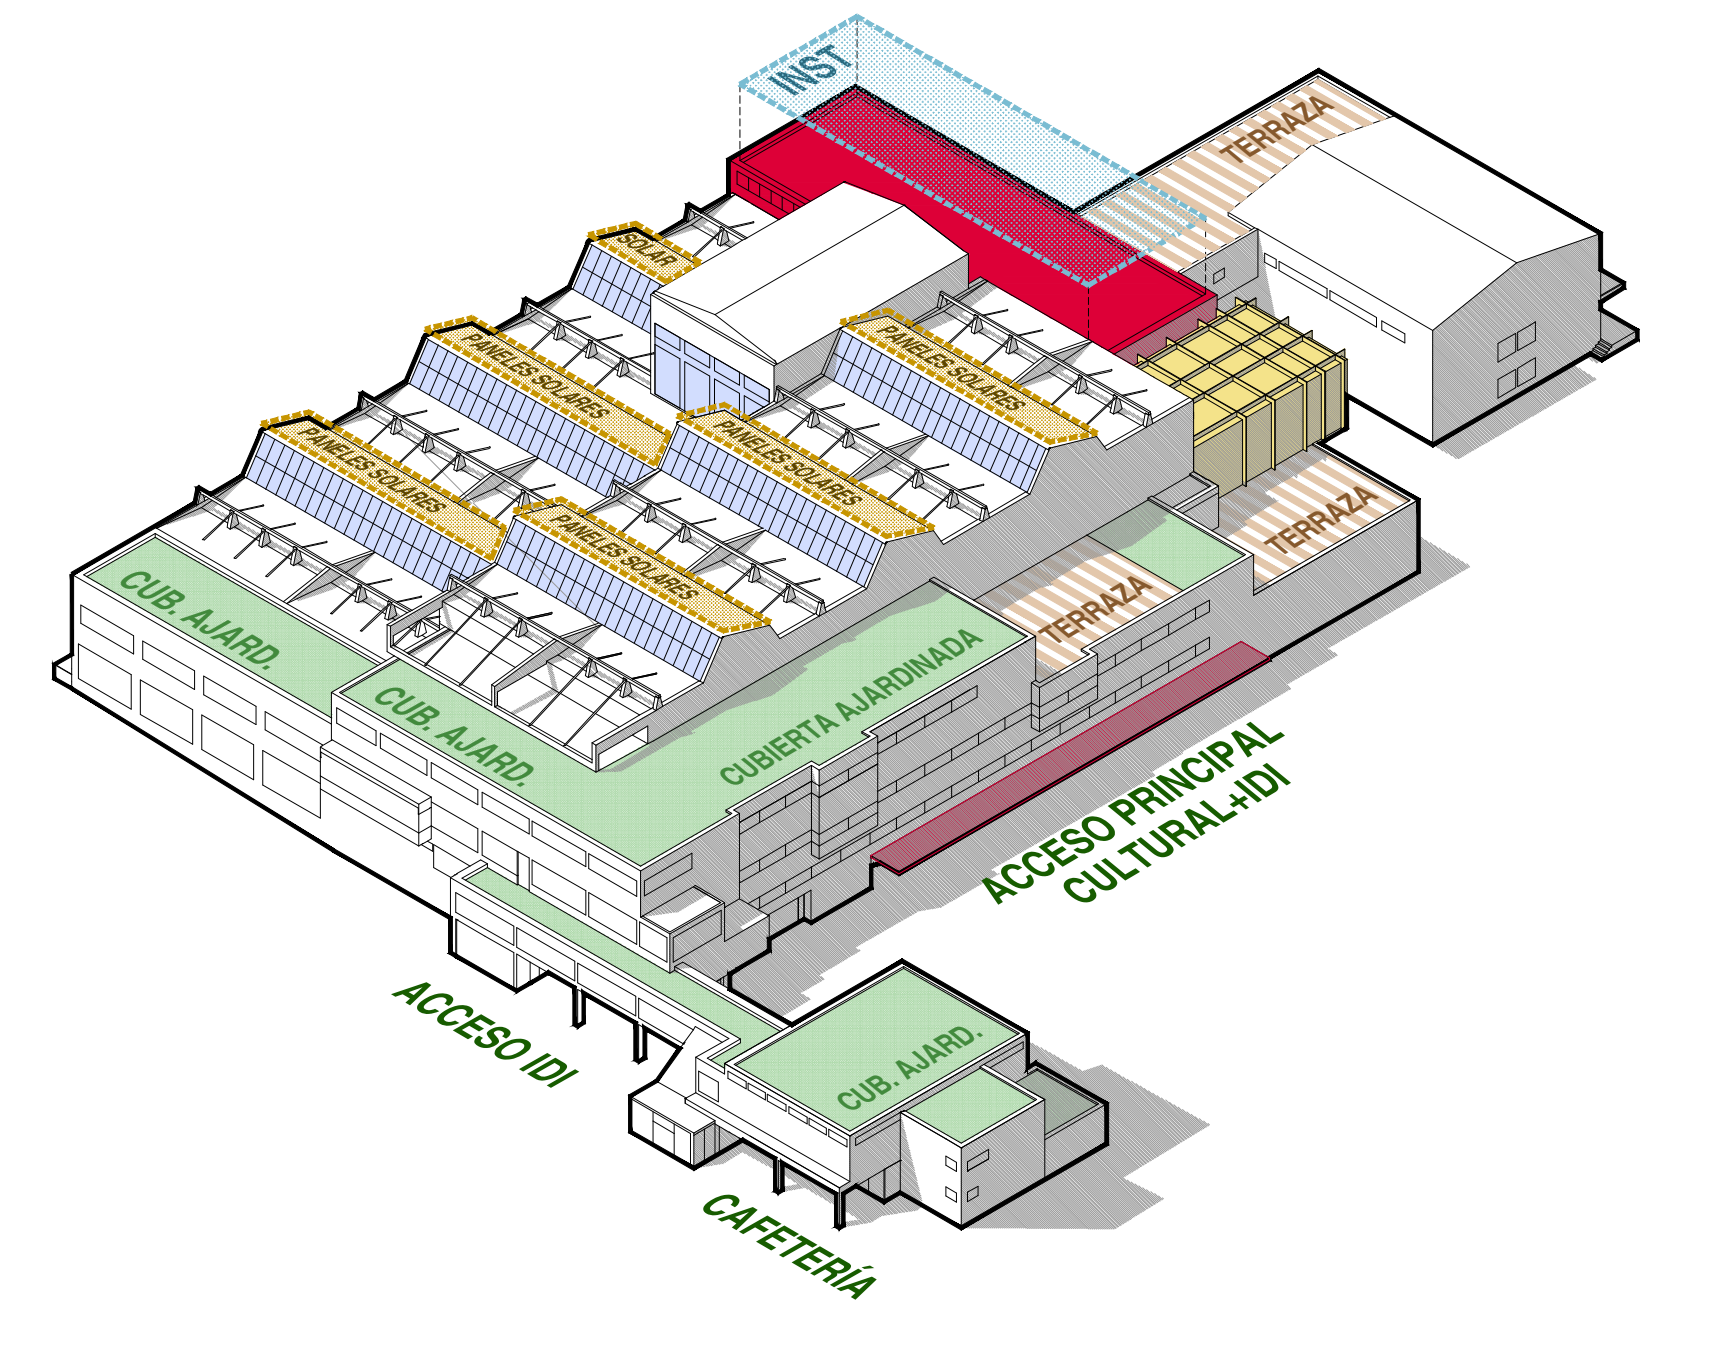 INST
TERRAZA
SOLAR
PANELES SOLARES
PANELES SOLARES
PANELES SOLARES
PANELES SOLARES
PANELES SOLARES
TERRAZA
TERRAZA
CUB. AJARD.
CUB. AJARD.
CUBIERTA AJARDINADA
ACCESO PRINCIPAL
CULTURAL+IDI
ACCESO IDI
CUB. AJARD.
CAFETERÍA